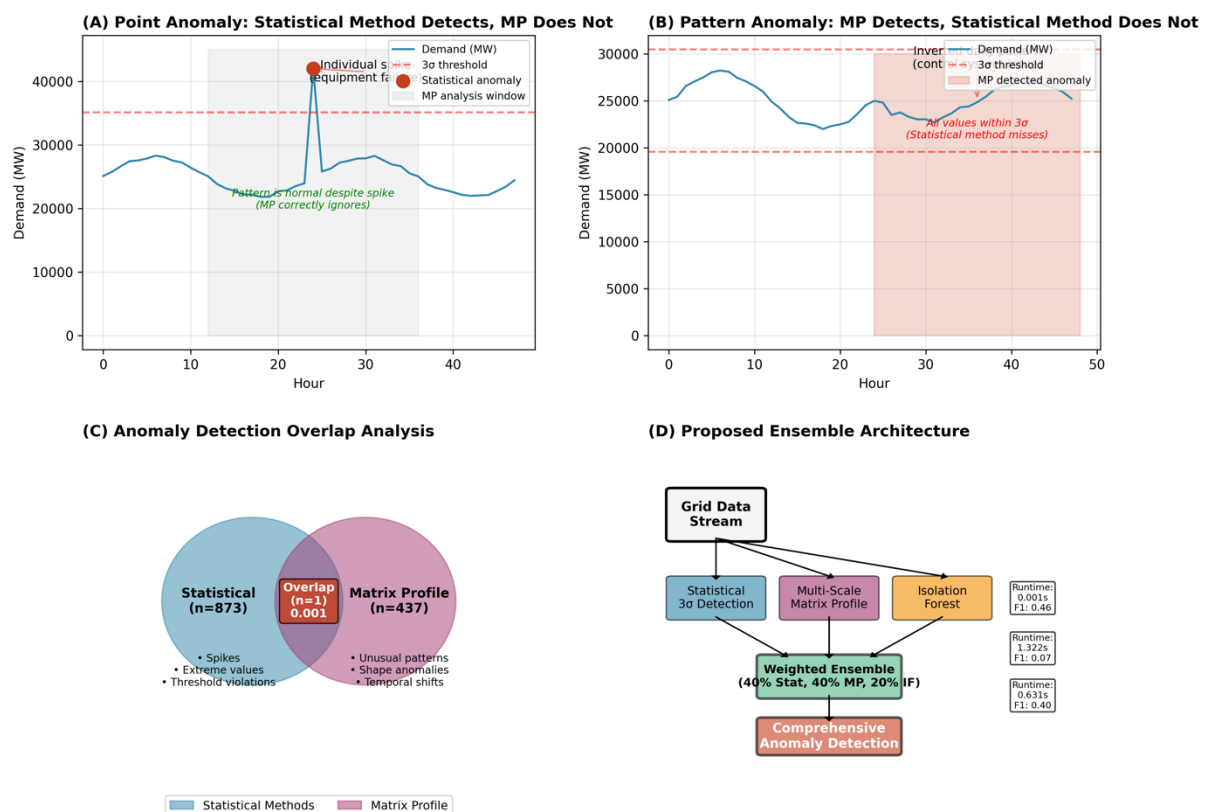 (A) Point Anomaly: Statistical Method Detects, MP Does Not
Demand (MW)
3σ threshold
Statistical anomaly
MP analysis window
Individual spike
(equipment
Pattern is normal despite spike
(MP correctly ignores)
40000
30000
20000
10000
0
Demand (MW)
0
10
20
30
40
Hour
(B) Pattern Anomaly: MP Detects, Statistical Method Does Not
Demand (MW)
3σ threshold
MP detected anomaly
(control
All values within 3σ
(Statistical method misses)
30000
25000
20000
15000
10000
5000
0
Demand (MW)
0
10
20
30
40
50
Hour
(C) Anomaly Detection Overlap Analysis
Statistical
(n=873)
Overlap
(n=1)
0.001
Matrix Profile
(n=437)
• Spikes
• Extreme values
• Threshold violations
• Unusual patterns
• Shape anomalies
• Temporal shifts
Statistical Methods
Matrix Profile
(D) Proposed Ensemble Architecture
Grid Data
Stream
Statistical
3σ Detection
Multi-Scale
Matrix Profile
Isolation
Forest
Runtime:
0.001s
F1: 0.46
Runtime:
1.322s
F1: 0.07
Runtime:
0.631s
F1: 0.40
Weighted Ensemble
(40% Stat, 40% MP, 20% IF)
Comprehensive
Anomaly Detection